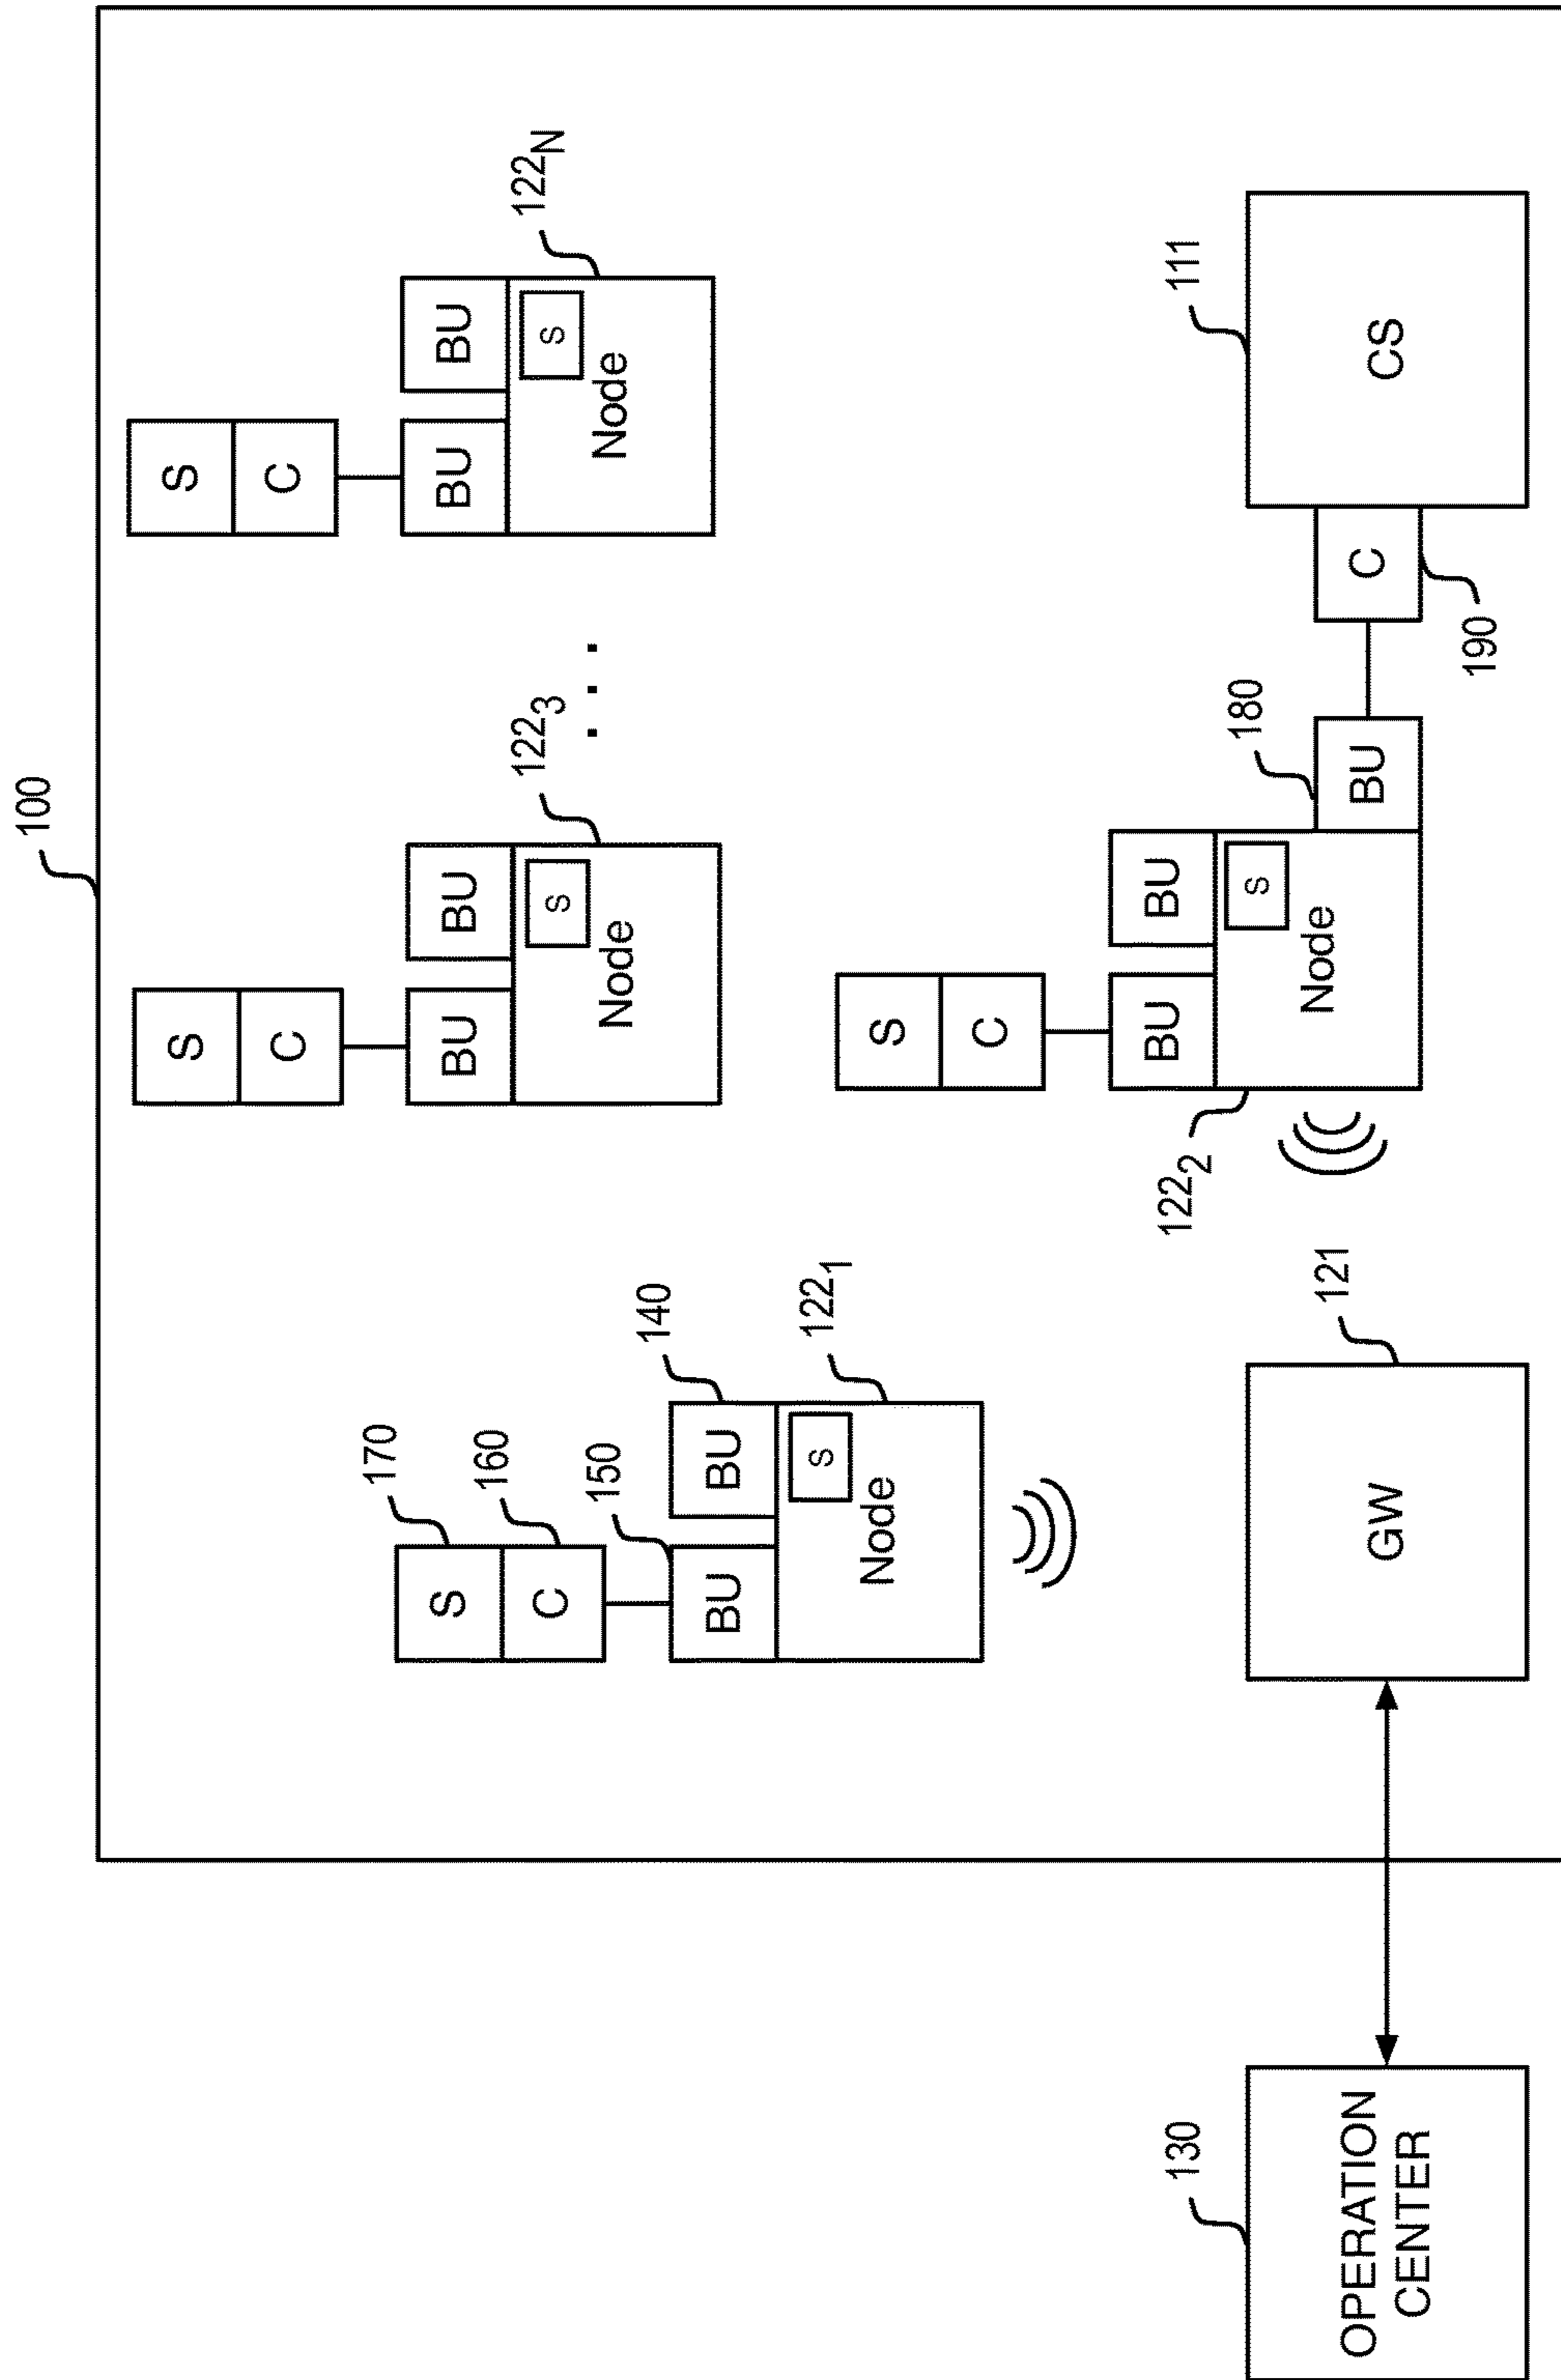 100
S
C
BU
BU
s
Node
122N
S
C
BU
BU
s
Node
1223
. . .
170
S
160
C
150
BU
140
BU
s
Node
1221
S
C
BU
BU
s
Node
1222
180
BU
190
C
111
CS
121
GW
130
OPERATION
CENTER